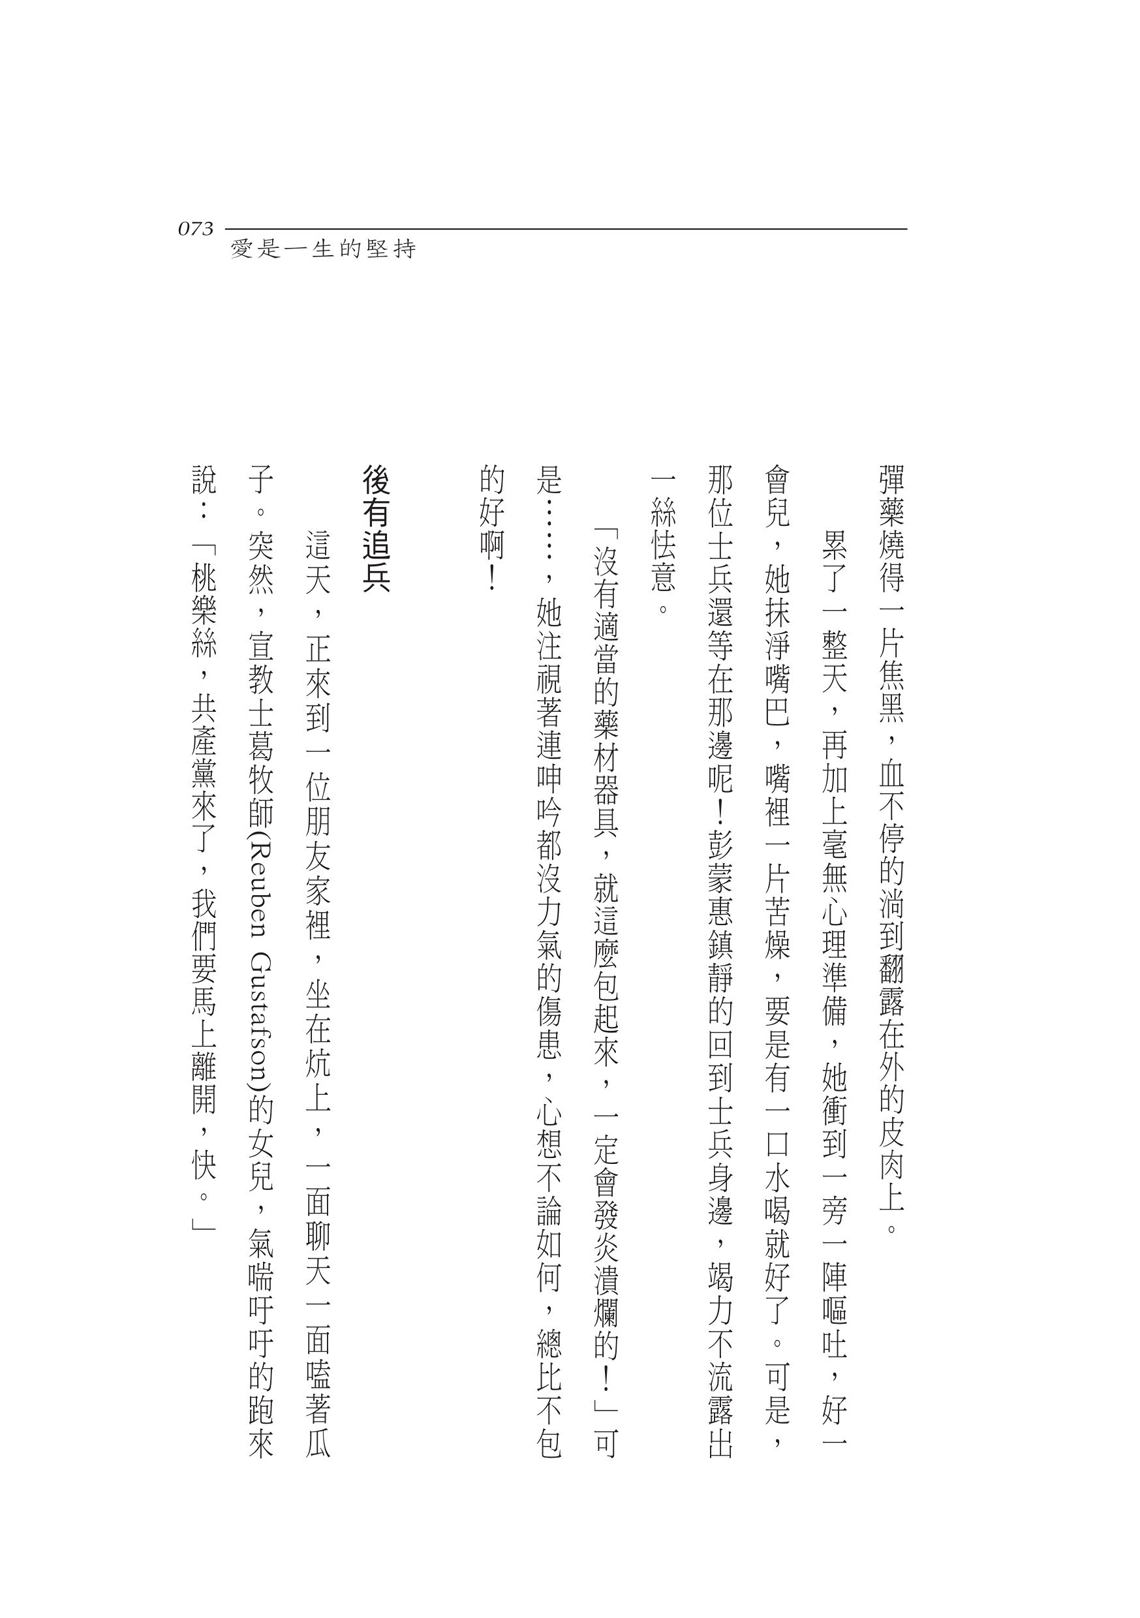 073
愛是一生的堅持
彈藥燒得一片焦黑，血不停的淌到翻露在外的皮肉上。
累了一整天，再加上毫無心理準備，她衝到一旁一陣嘔吐，好一
會兒，她抹淨嘴巴，嘴裡一片苦燥，要是有一口水喝就好了。可是，
那位士兵還等在那邊呢！彭蒙惠鎮靜的回到士兵身邊，竭力不流露出
一絲怯意。
「沒有適當的藥材器具，就這麼包起來，一定會發炎潰爛的！」可
是……，她注視著連呻吟都沒力氣的傷患，心想不論如何，總比不包
的好啊！
後有追兵
這天，正來到一位朋友家裡，坐在炕上，一面聊天一面嗑著瓜
子。突然，宣教士葛牧師(Reuben Gustafson)的女兒，氣喘吁吁的跑來
說：「桃樂絲，共產黨來了，我們要馬上離開，快。」